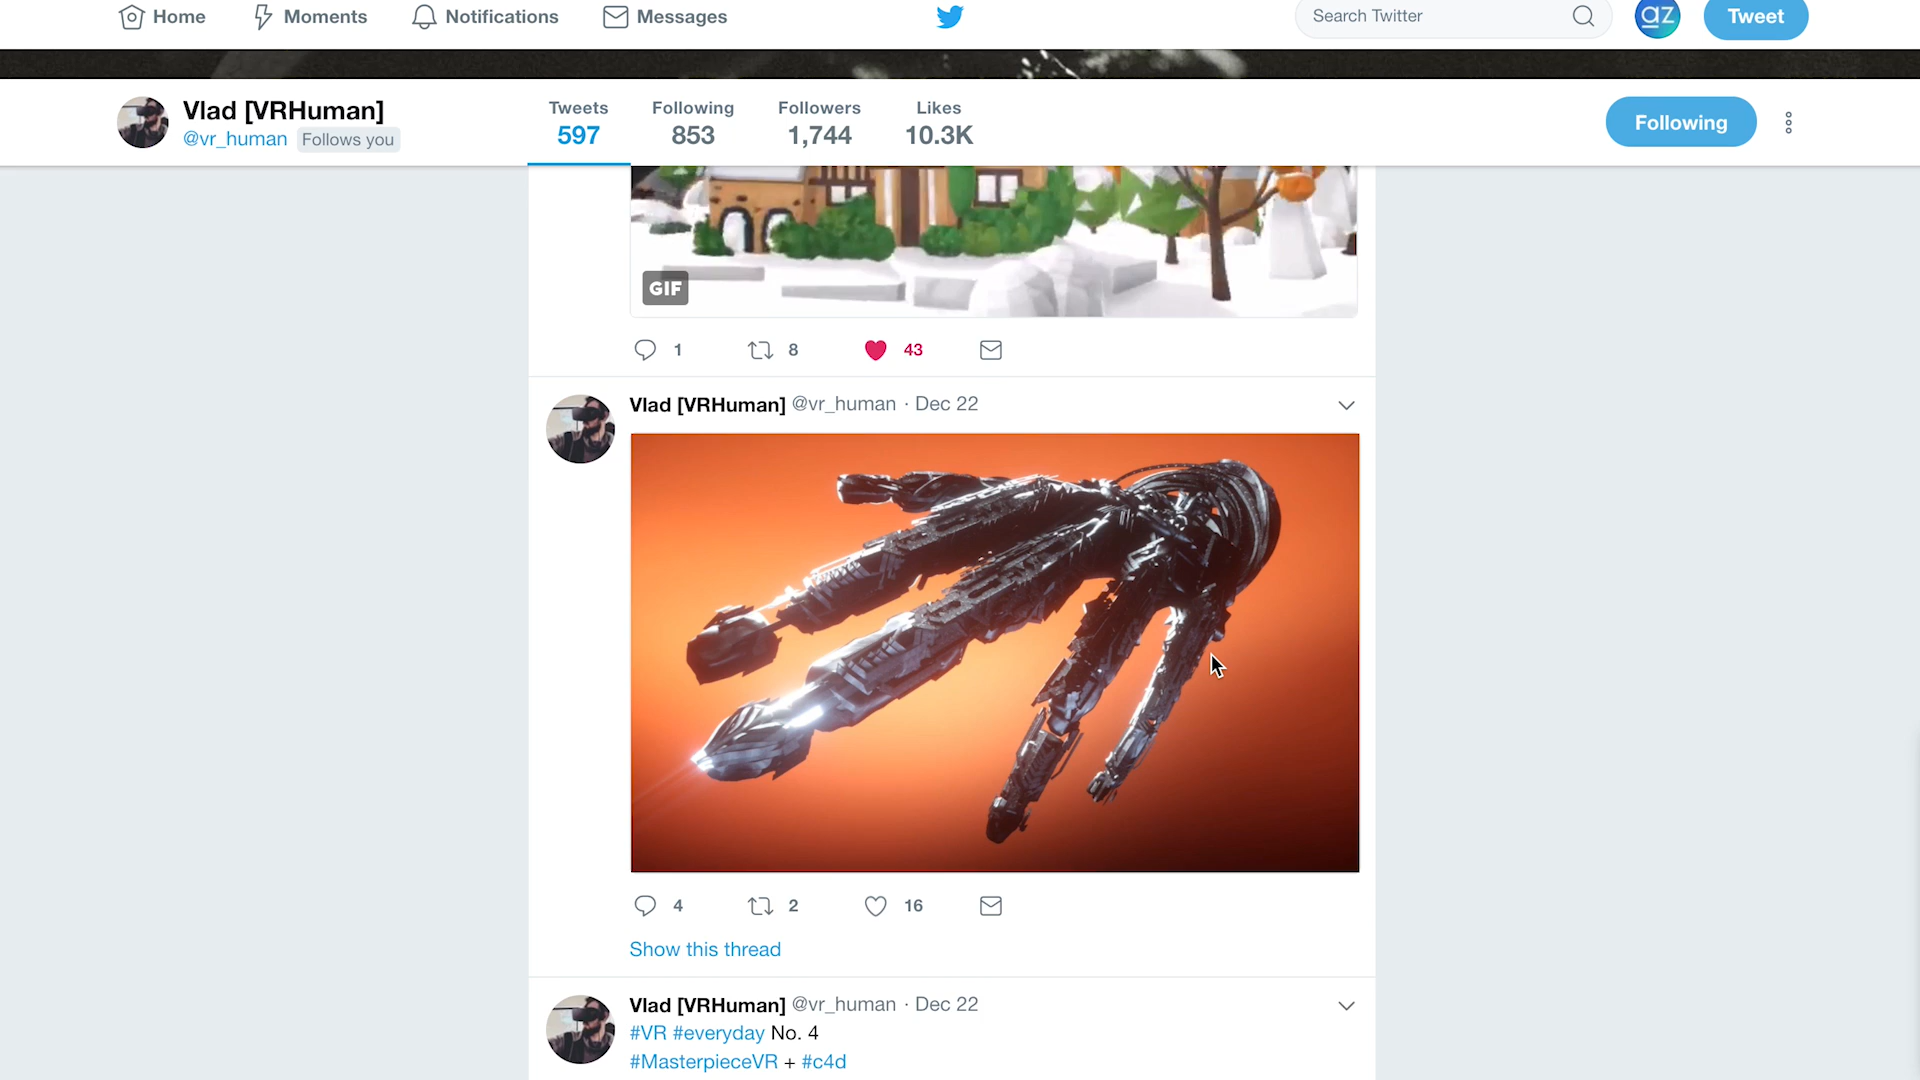 Home Moments Notifications Messages Search Twitter az Tweet
Vlad [VRHuman]
@vr_human Follows you
Tweets Following Followers Likes
597 853 1,744 10.3K
Following
GIF
1 8 43
Vlad [VRHuman] @vr_human · Dec 22
4 2 16
Show this thread
Vlad [VRHuman] @vr_human · Dec 22
#VR #everyday No. 4
#MasterpieceVR + #c4d